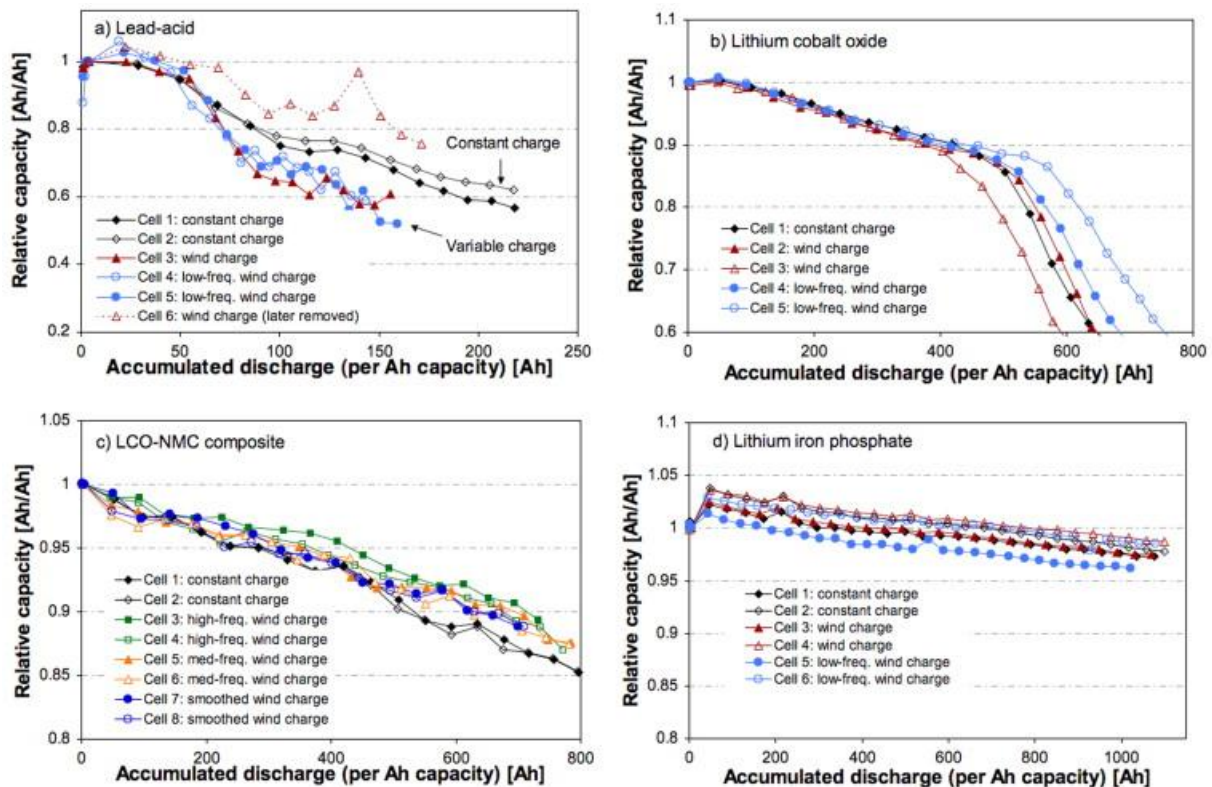 a) Lead-acid
Relative capacity [Ah/Ah]
1
0.8
0.6
0.4
0.2
Constant charge
Variable charge
Cell 1: constant charge
Cell 2: constant charge
Cell 3: wind charge
Cell 4: low-freq. wind charge
Cell 5: low-freq. wind charge
Cell 6: wind charge (later removed)
0 50 100 150 200 250
Accumulated discharge (per Ah capacity) [Ah]
b) Lithium cobalt oxide
Relative capacity [Ah/Ah]
1.1
1.0
0.9
0.8
0.7
0.6
Cell 1: constant charge
Cell 2: wind charge
Cell 3: wind charge
Cell 4: low-freq. wind charge
Cell 5: low-freq. wind charge
0 200 400 600 800
Accumulated discharge (per Ah capacity) [Ah]
c) LCO-NMC composite
Relative capacity [Ah/Ah]
1.05
1
0.95
0.9
0.85
0.8
Cell 1: constant charge
Cell 2: constant charge
Cell 3: high-freq. wind charge
Cell 4: high-freq. wind charge
Cell 5: med-freq. wind charge
Cell 6: med-freq. wind charge
Cell 7: smoothed wind charge
Cell 8: smoothed wind charge
0 200 400 600 800
Accumulated discharge (per Ah capacity) [Ah]
d) Lithium iron phosphate
Relative capacity [Ah/Ah]
1.1
1.05
1
0.95
0.9
0.85
0.8
Cell 1: constant charge
Cell 2: constant charge
Cell 3: wind charge
Cell 4: wind charge
Cell 5: low-freq. wind charge
Cell 6: low-freq. wind charge
0 200 400 600 800 1000
Accumulated discharge (per Ah capacity) [Ah]